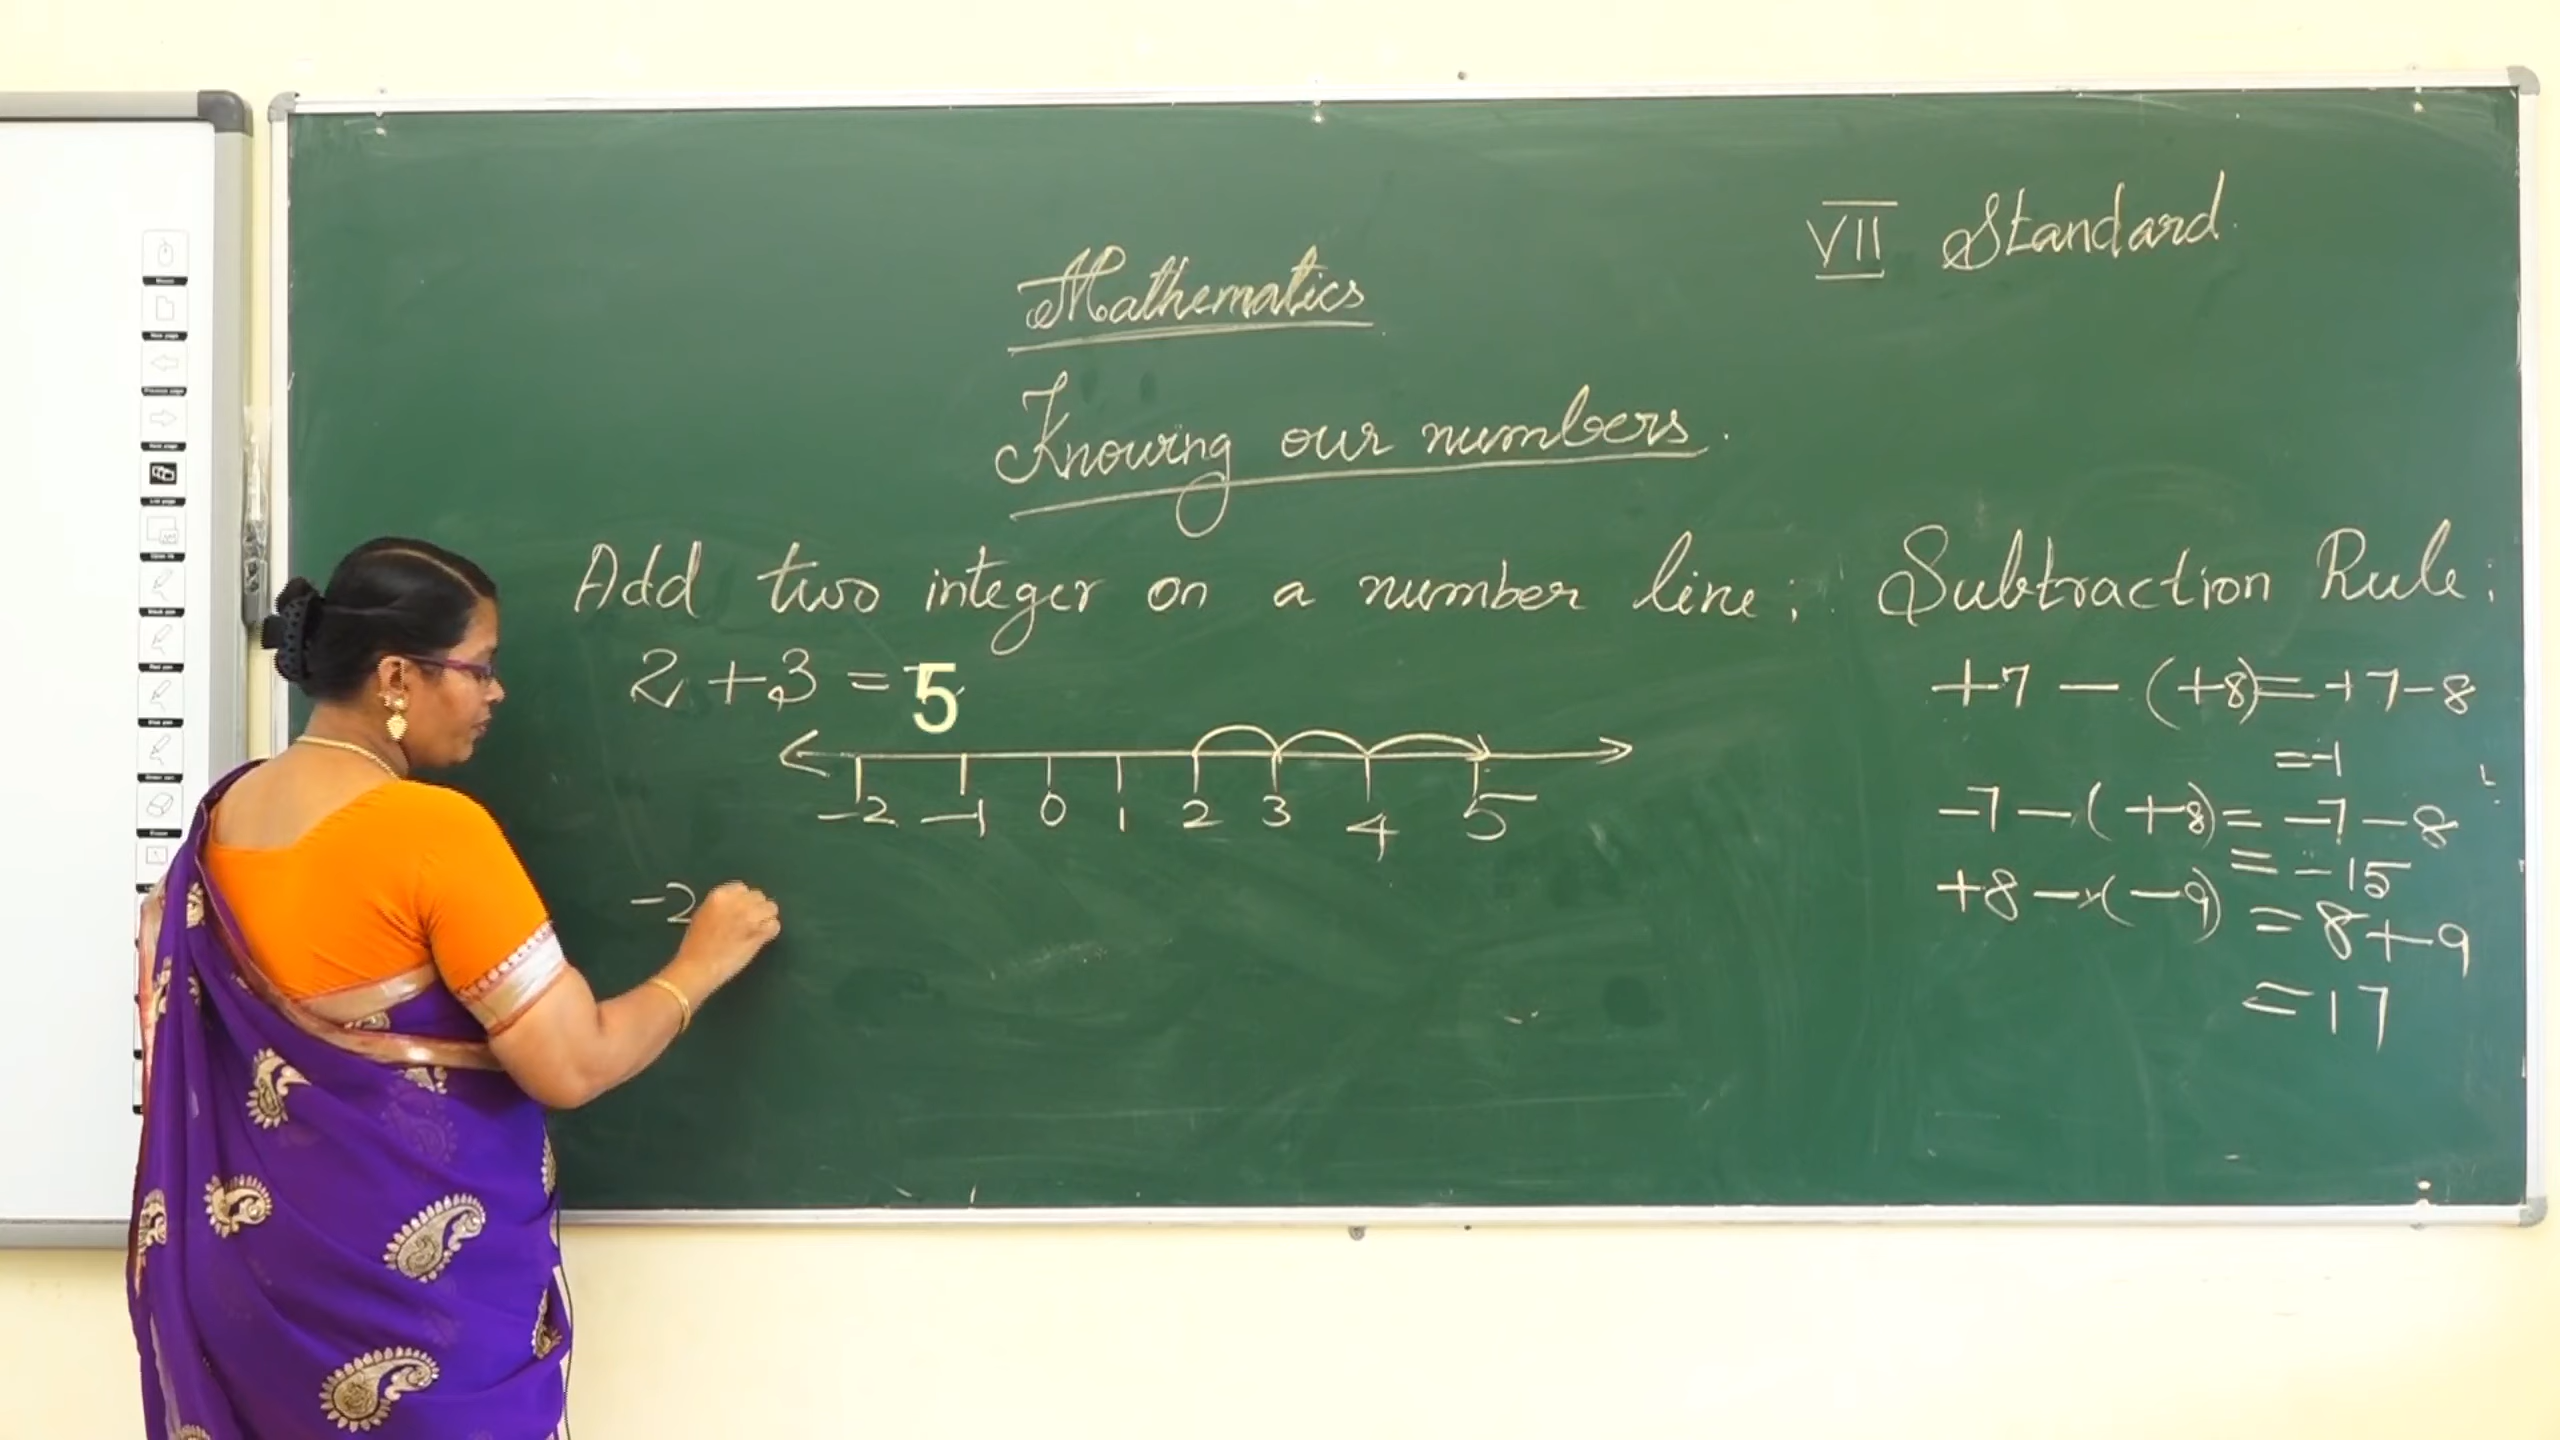 VII Standard
Mathematics
Knowing our numbers.
Add two integer on a number line:
2 + 3 = 5
-2 -1 0 1 2 3 4 5
-2
Subtraction Rule:
+7 - (+8) = +7-8
= -1
-7 - (+8) = -7-8
= -15
+8 - (-9) = 8+9
= 17